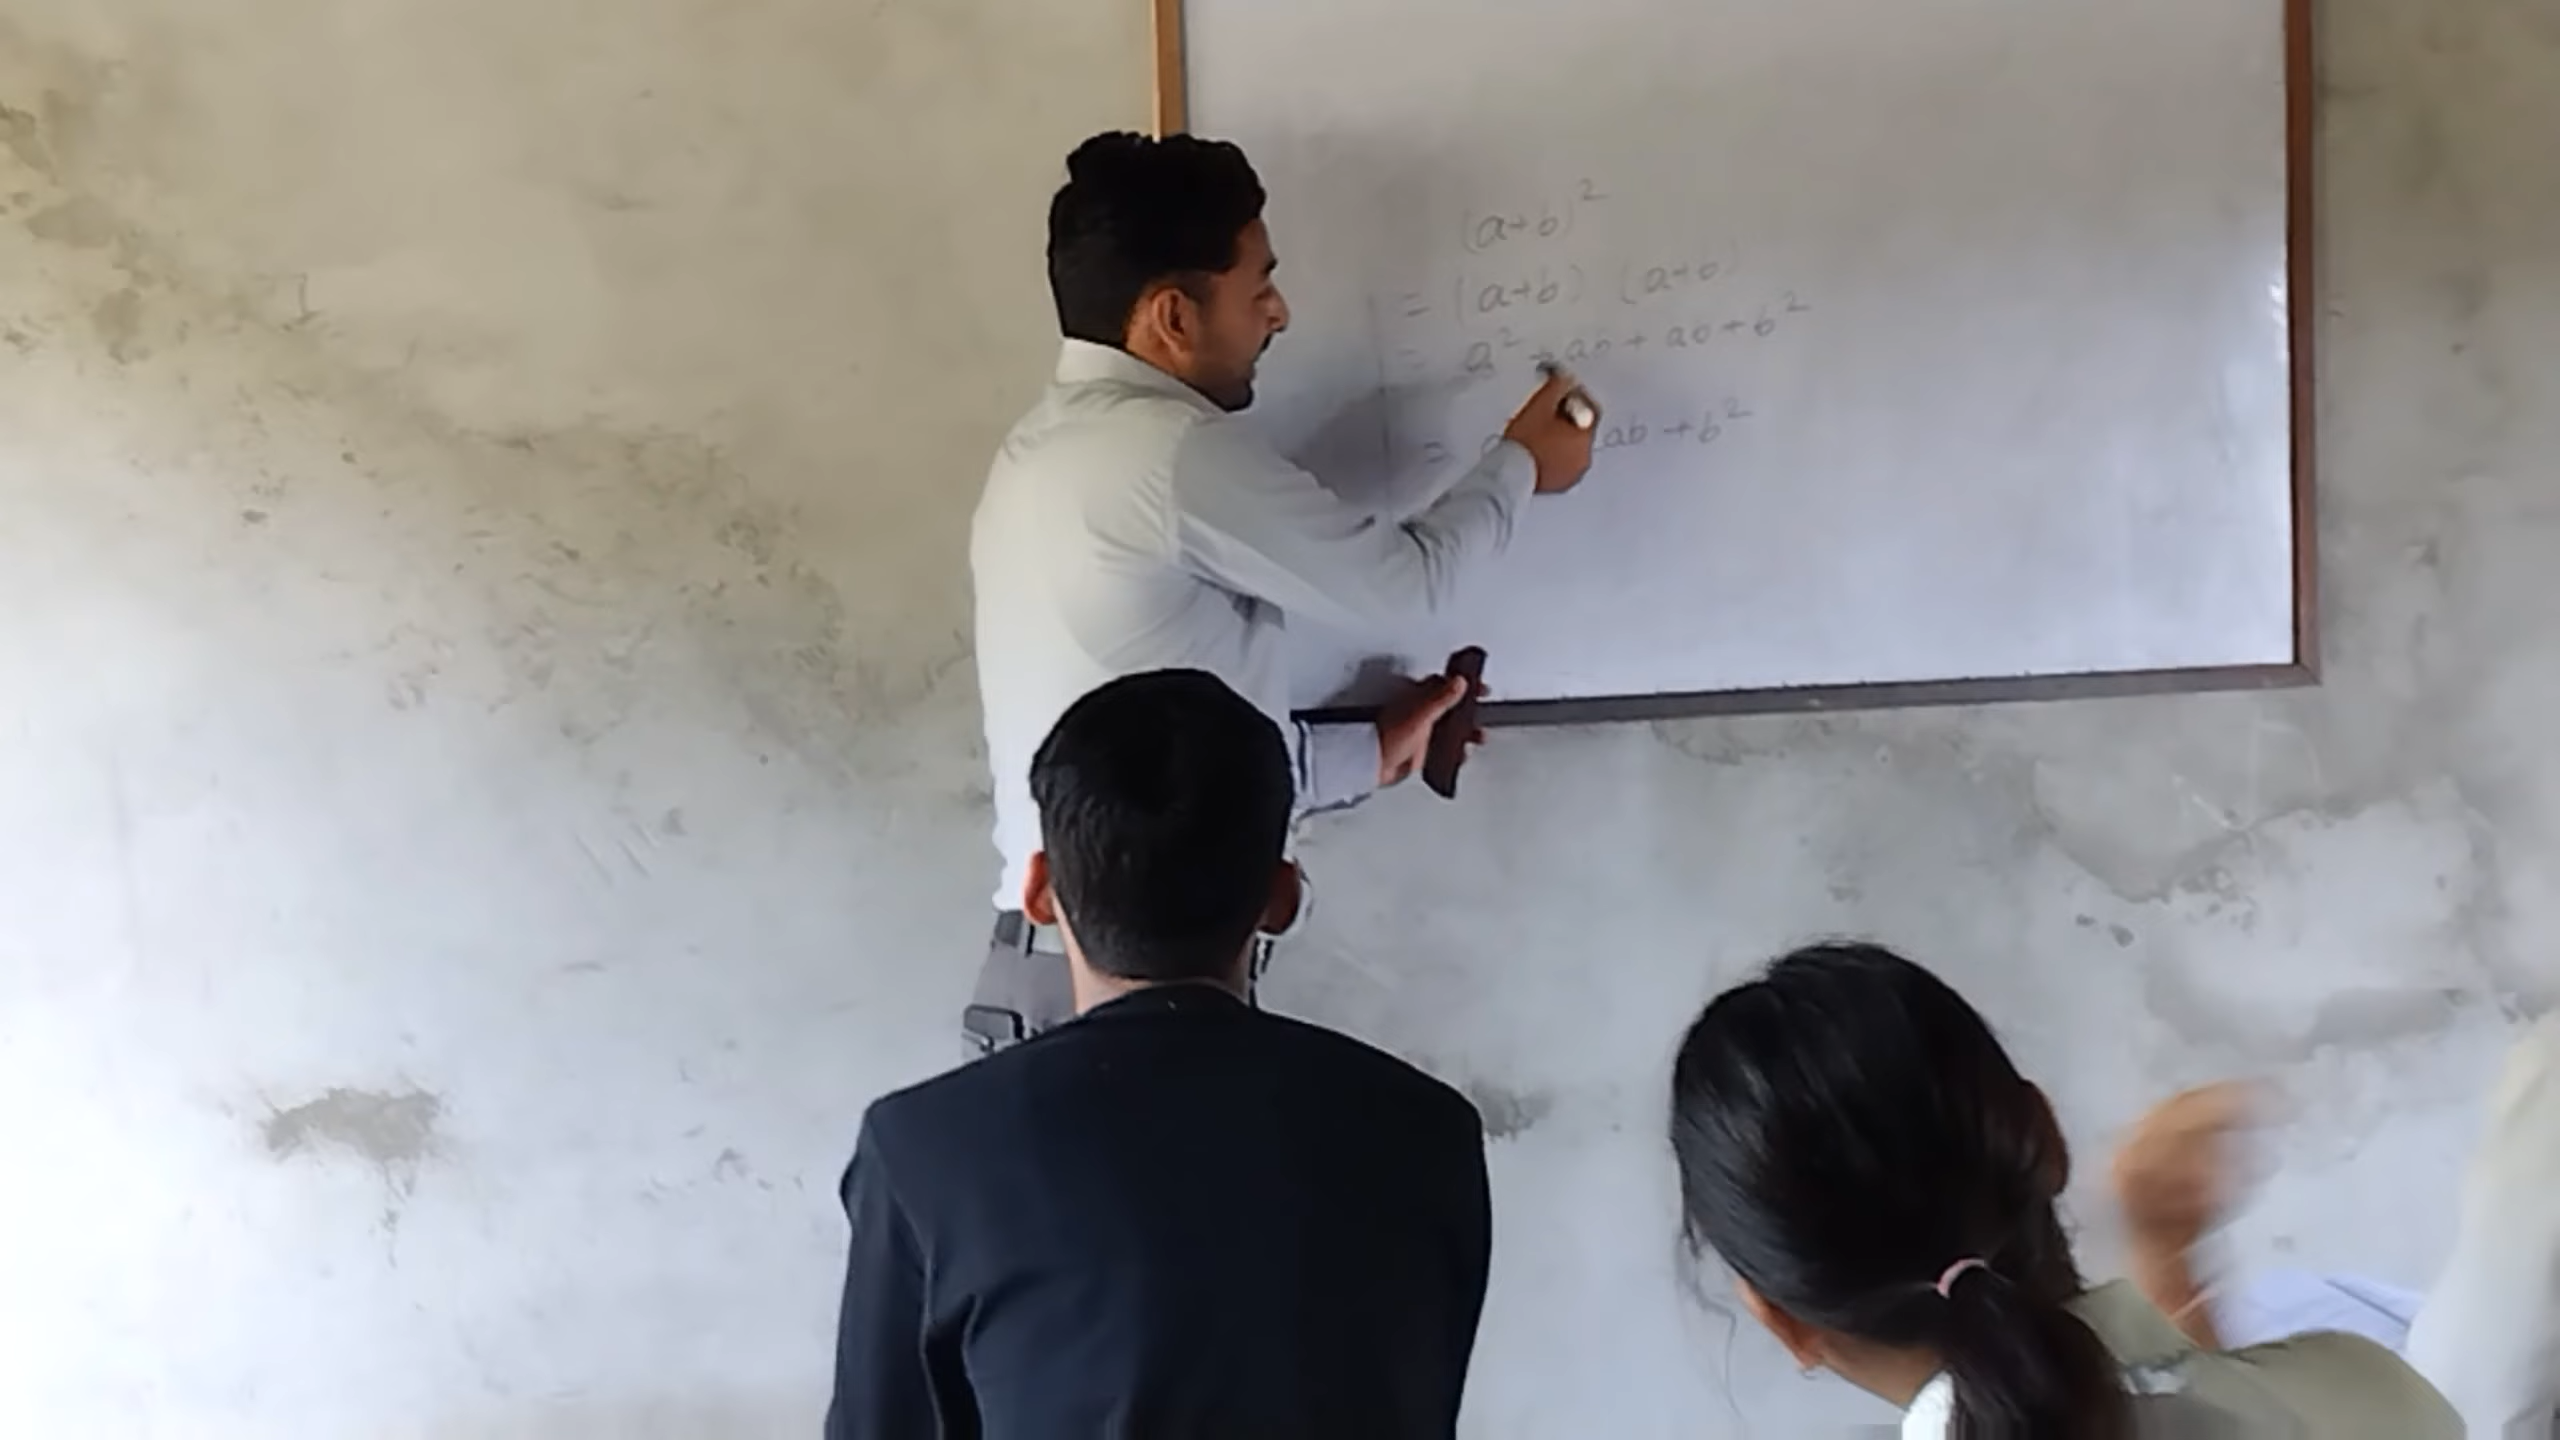 (a+b)²
= (a+b) (a+b)
= a² + ab + ab + b²
= ab + b²